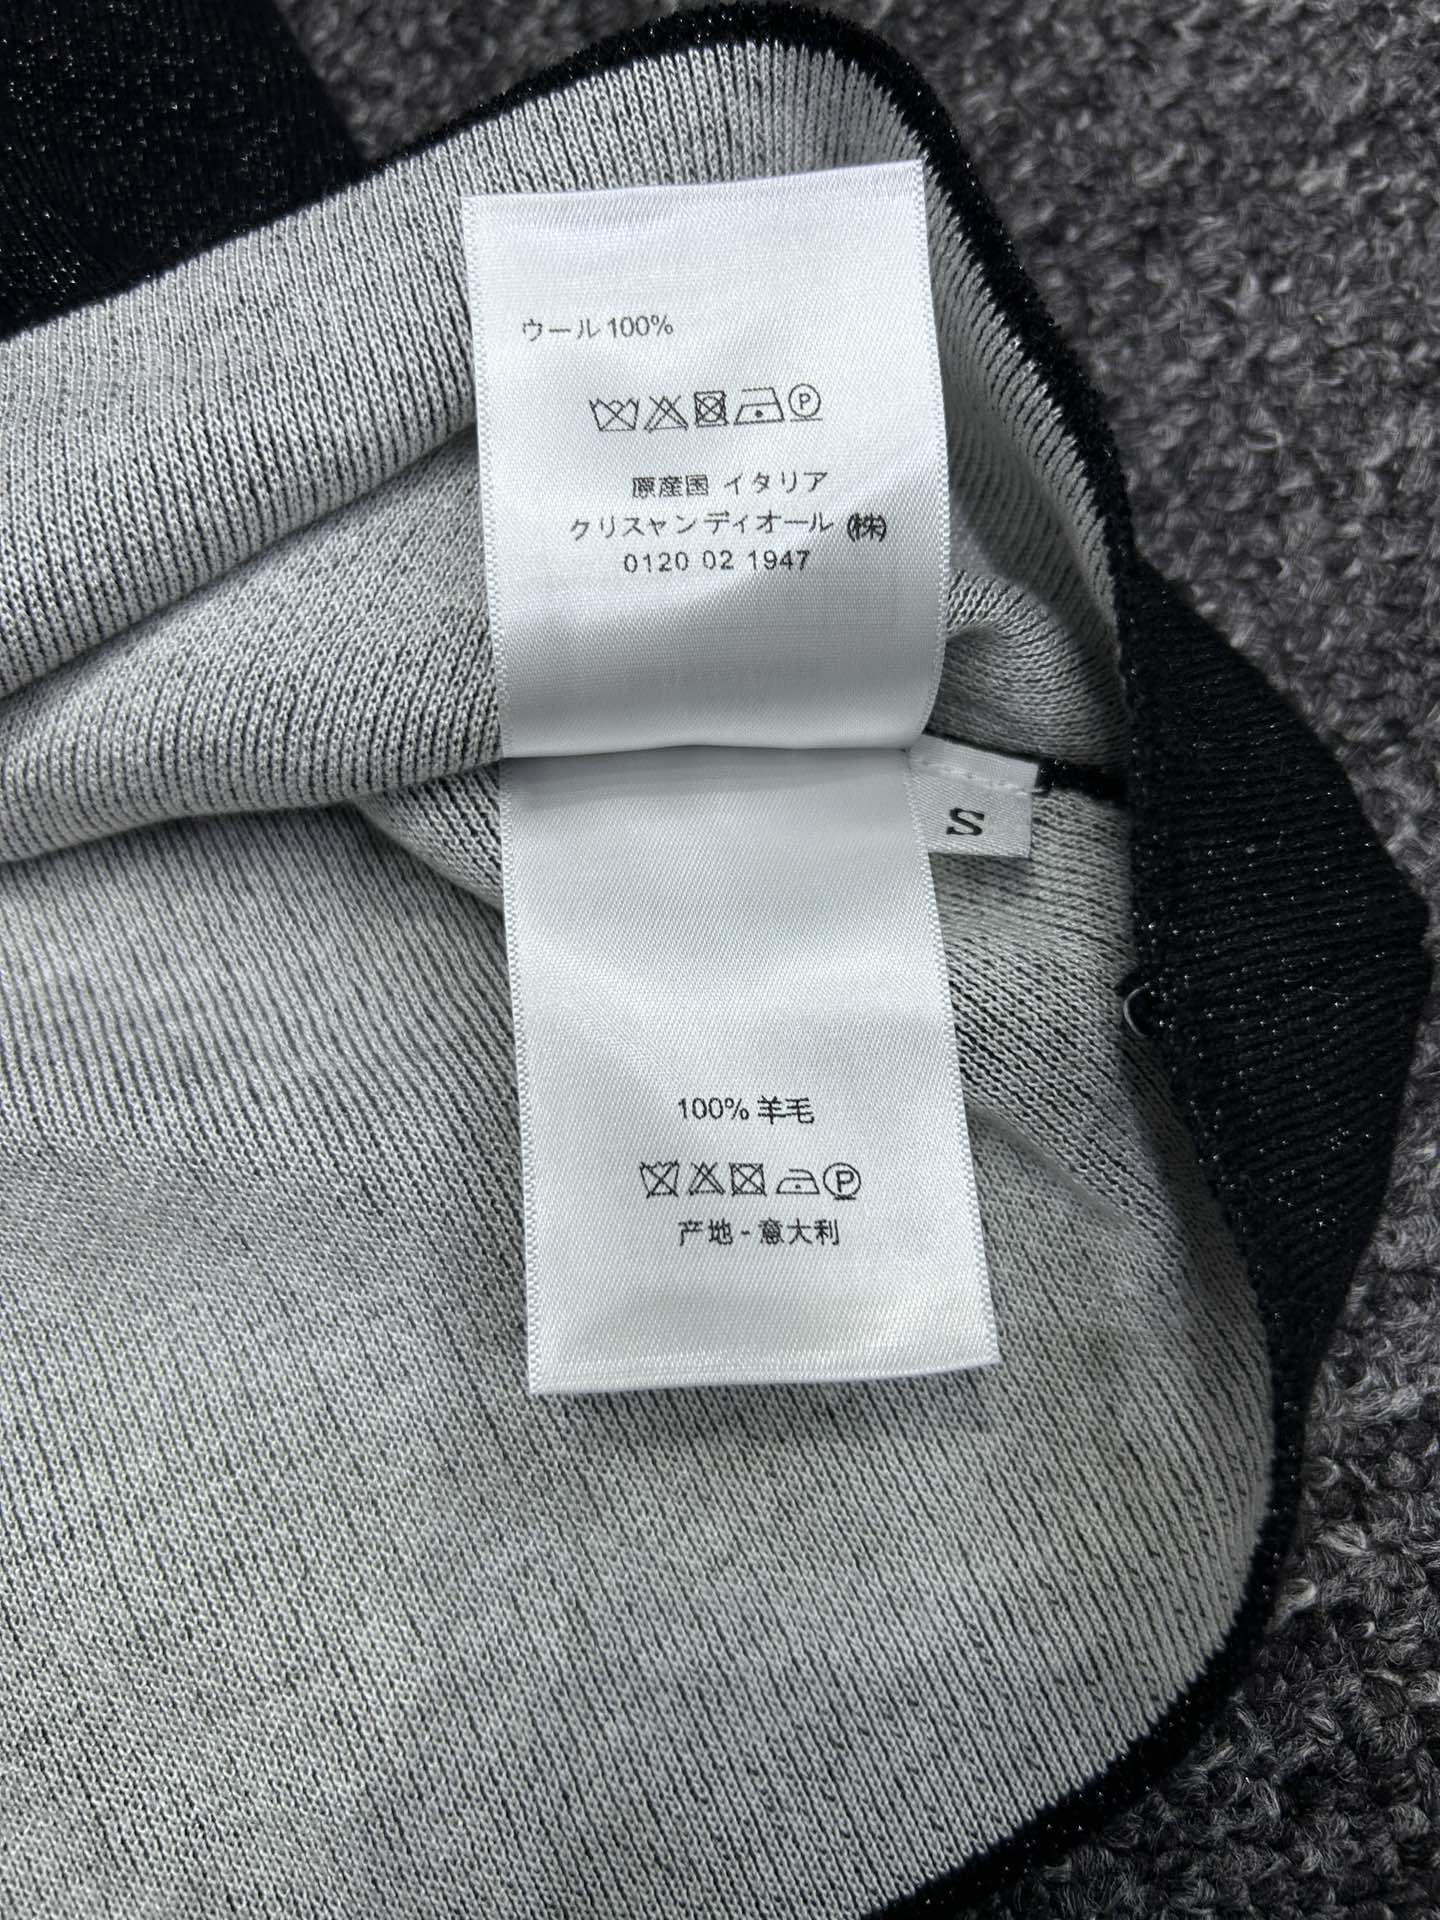 ウール 100%
P
原産国 イタリア
クリスャンディオール (株)
0120 02 1947
S
100% 羊毛
P
产地 - 意大利